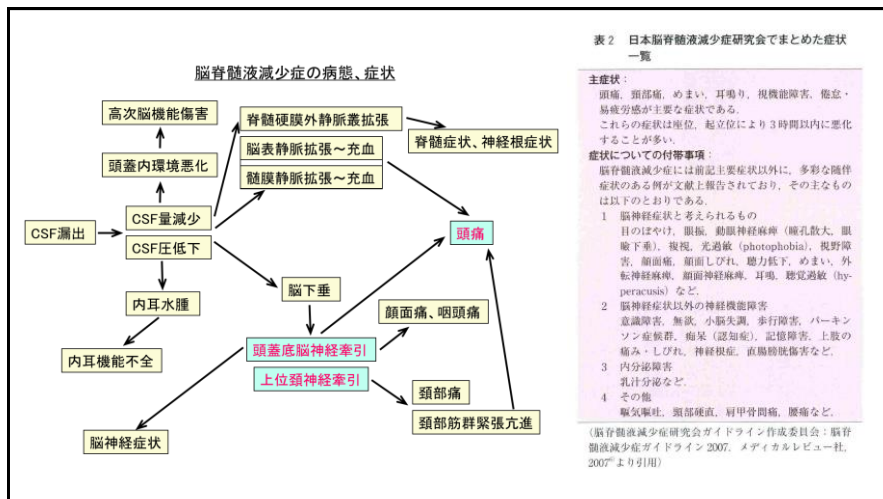 脳脊髄液減少症の病態、症状
高次脳機能傷害
頭蓋内環境悪化
CSF漏出
CSF量減少
CSF圧低下
内耳水腫
内耳機能不全
脊髄硬膜外静脈叢拡張
脳表静脈拡張～充血
髄膜静脈拡張～充血
脊髄症状、神経根症状
頭痛
脳下垂
顔面痛、咽頭痛
頭蓋底脳神経牽引
上位頚神経牽引
頚部痛
頚部筋群緊張亢進
脳神経症状
表2 日本脳脊髄液減少症研究会でまとめた症状
一覧
主症状：
頭痛，頸部痛，めまい，耳鳴り，視機能障害，倦怠・
易疲労感が主要な症状である．
これらの症状は座位，起立位により3時間以内に悪化
することが多い．
症状についての付帯事項：
脳脊髄液減少症には前記主要症状以外に，多彩な随伴
症状のある例が文献上報告されており，その主なもの
は以下のとおりである．
1 脳神経症状と考えられるもの
目のぼやけ，眼振，動眼神経麻痺（瞳孔散大，眼
瞼下垂），複視，光過敏（photophobia），視野障
害，顔面痛，顔面しびれ，聴力低下，めまい，外
転神経麻痺，顔面神経麻痺，耳鳴，聴覚過敏（hy-
peracusis）など．
2 脳神経症状以外の神経機能障害
意識障害，無欲，小脳失調，歩行障害，パーキン
ソン症候群，痴呆（認知症），記憶障害，上肢の
痛み・しびれ，神経根症，直腸膀胱傷害など．
3 内分泌障害
乳汁分泌など．
4 その他
嘔気嘔吐，頸部硬直，肩甲骨間痛，腰痛など．
（脳脊髄液減少症研究会ガイドライン作成委員会：脳脊
髄液減少症ガイドライン2007，メディカルレビュー社，
2007より引用）